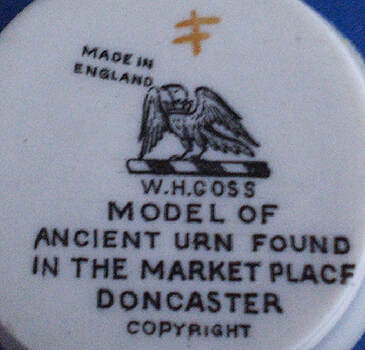 MADE IN
ENGLAND
W.H.GOSS
MODEL OF
ANCIENT URN FOUND
IN THE MARKET PLACE
DONCASTER
COPYRIGHT